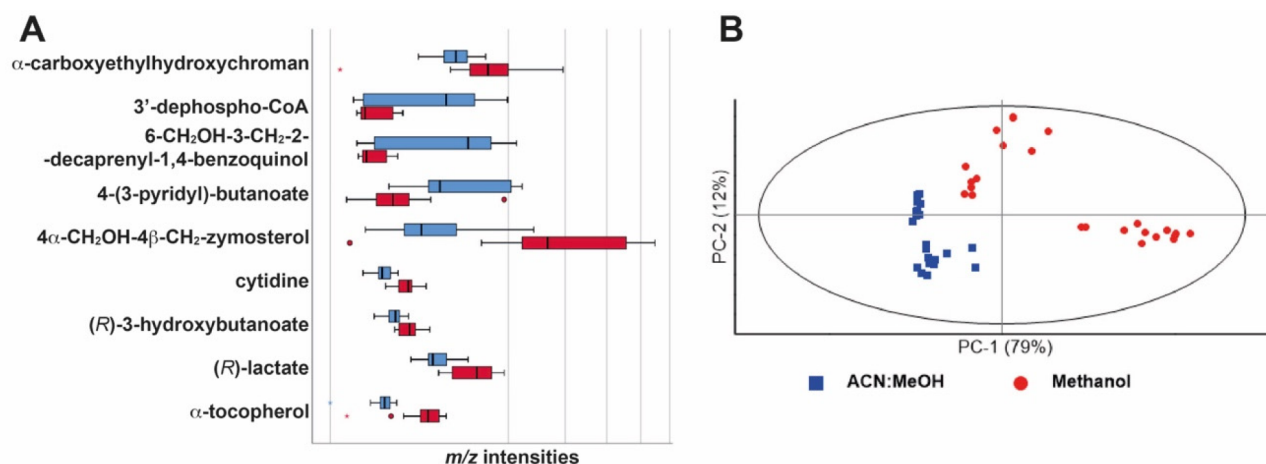 A
α-carboxyethylhydroxychroman
3’-dephospho-CoA
6-CH₂OH-3-CH₂-2-
-decaprenyl-1,4-benzoquinol
4-(3-pyridyl)-butanoate
4α-CH₂OH-4β-CH₂-zymosterol
cytidine
(R)-3-hydroxybutanoate
(R)-lactate
α-tocopherol
m/z intensities
B
PC-2 (12%)
PC-1 (79%)
ACN:MeOH
Methanol